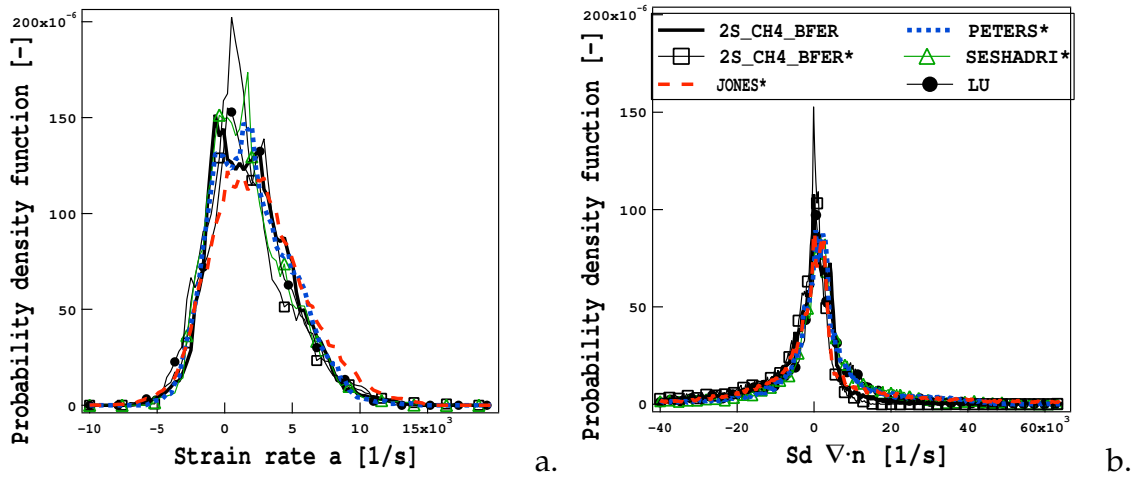 Probability density function [-]
200x10-6
150
100
50
0
-10
-5
0
5
10
15x10³
Strain rate a [1/s]
a.
Probability density function [-]
200x10-6
150
100
50
0
2S_CH4_BFER
2S_CH4_BFER*
JONES*
PETERS*
SESHADRI*
LU
-40
-20
0
20
40
60x10³
Sd ∇·n [1/s]
b.